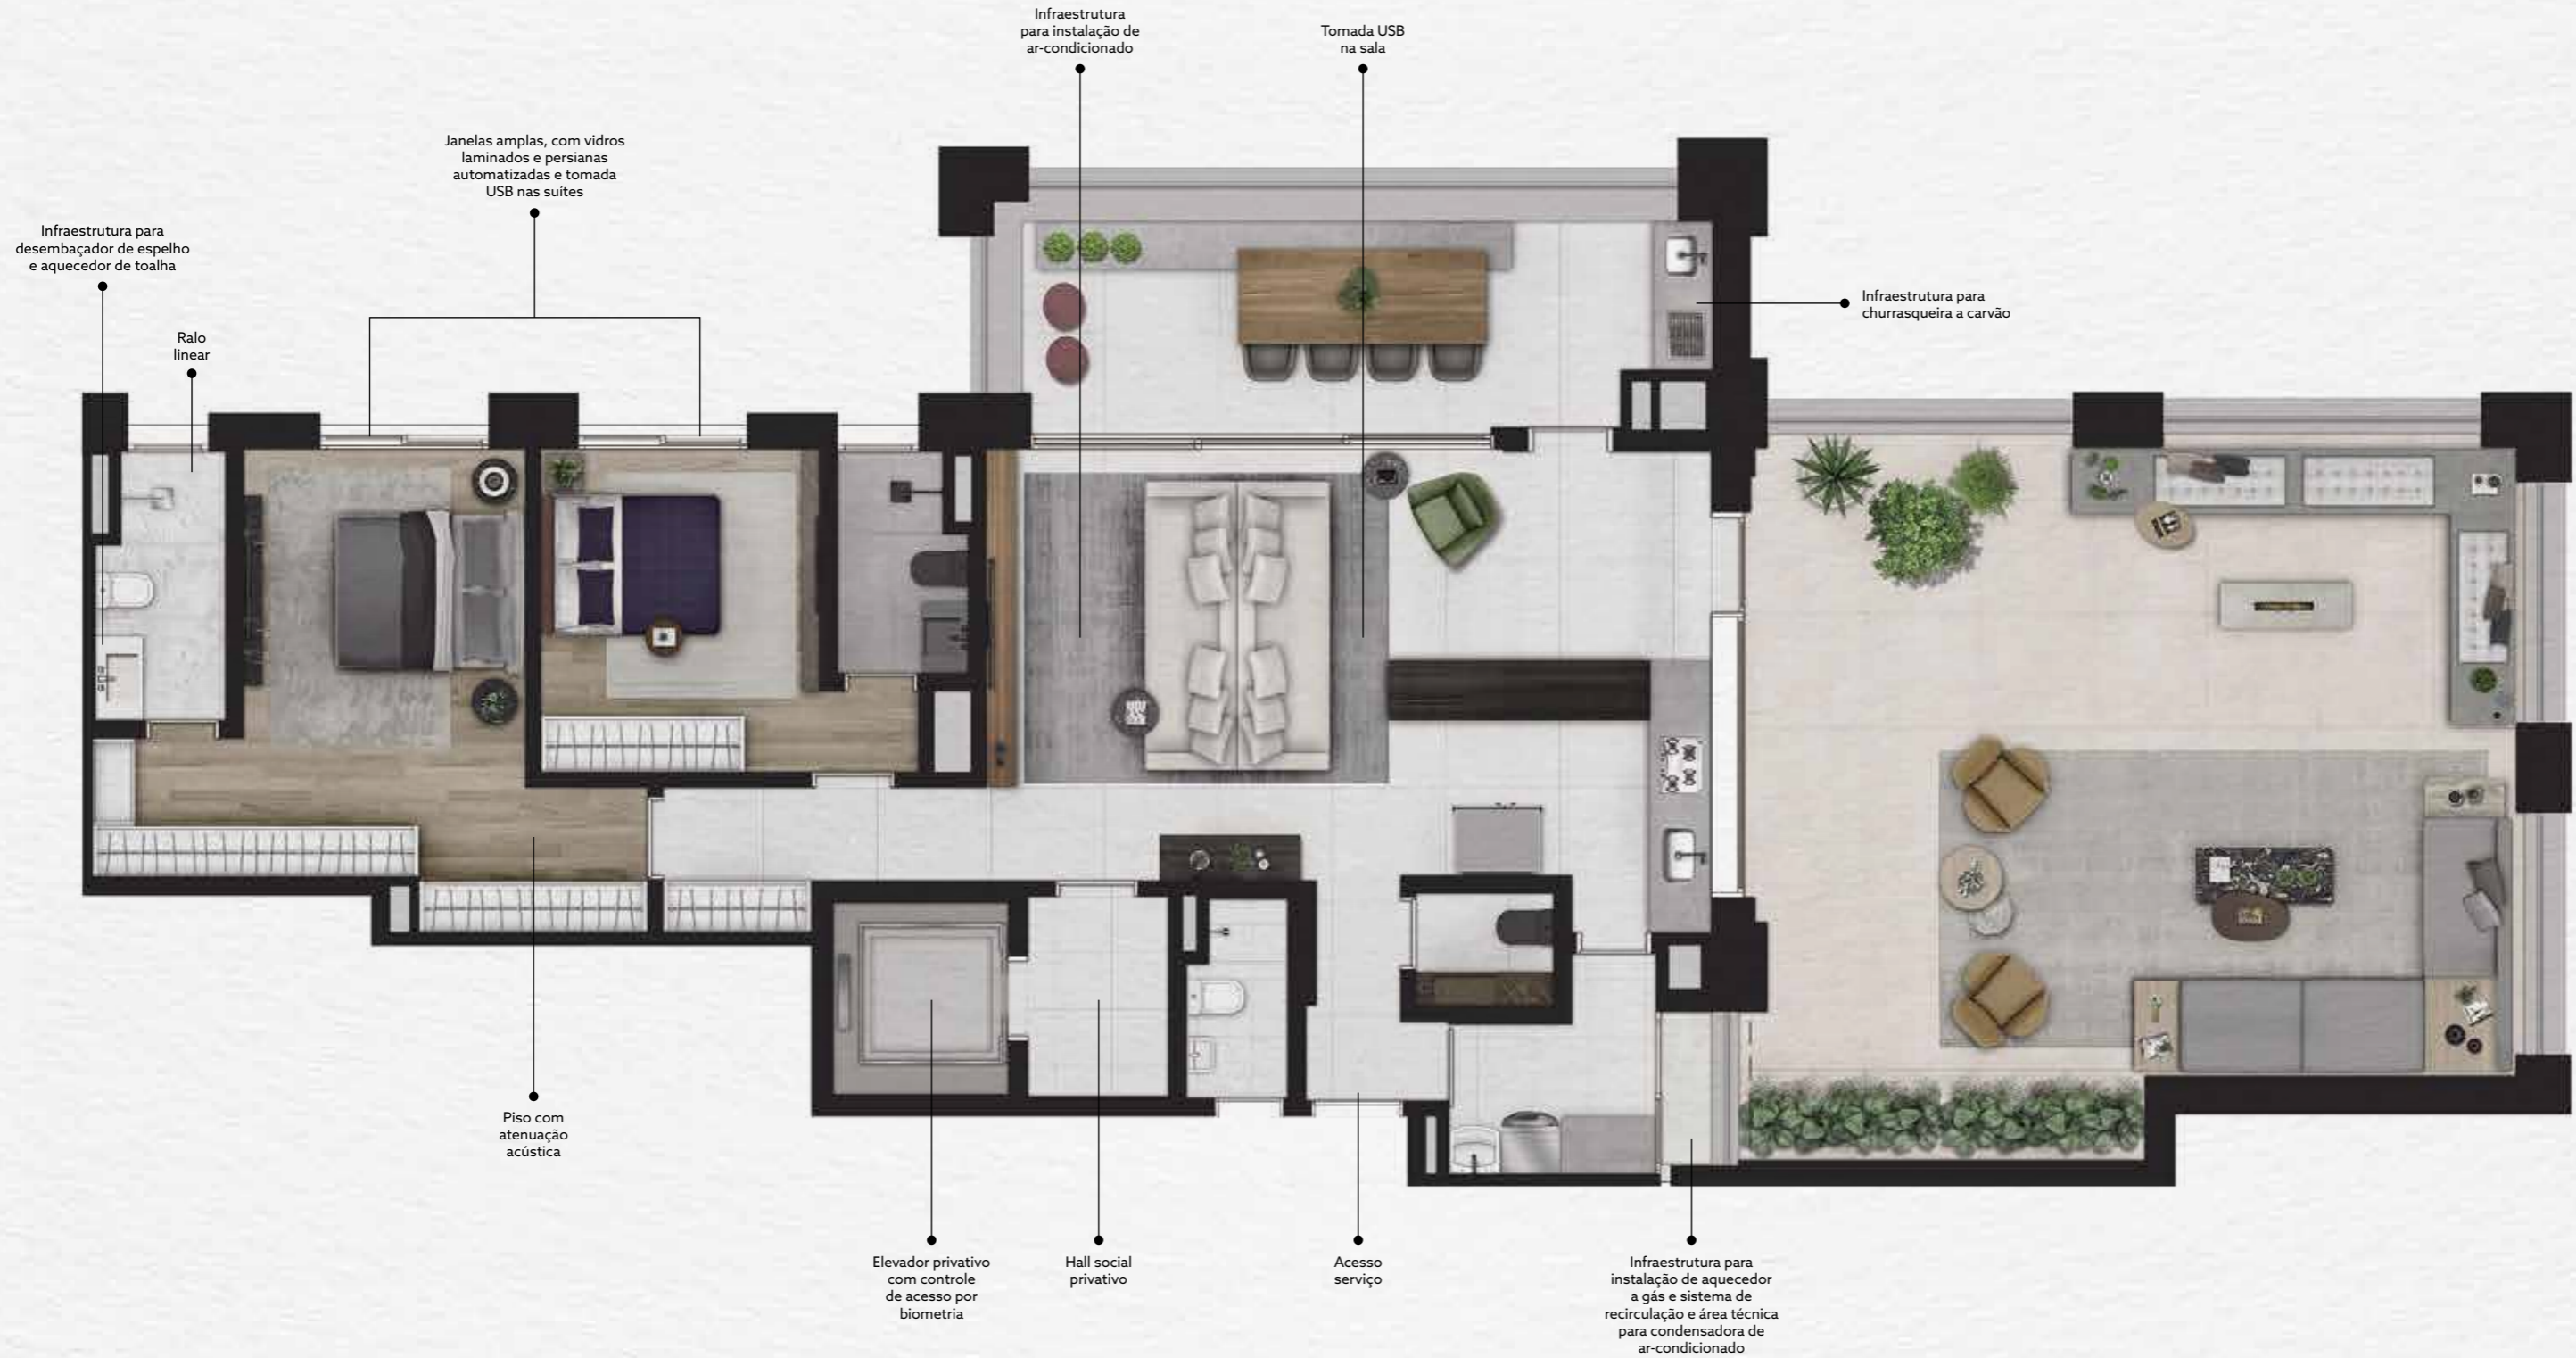 Infraestrutura
para instalação de
ar-condicionado
Tomada USB
na sala
Janelas amplas, com vidros
laminados e persianas
automatizadas e tomada
USB nas suítes
Infraestrutura para
desembaçador de espelho
e aquecedor de toalha
Ralo
linear
Infraestrutura para
churrasqueira a carvão
Piso com
atenuação
acústica
Elevador privativo
com controle
de acesso por
biometria
Hall social
privativo
Acesso
serviço
Infraestrutura para
instalação de aquecedor
a gás e sistema de
recirculação e área técnica
para condensadora de
ar-condicionado